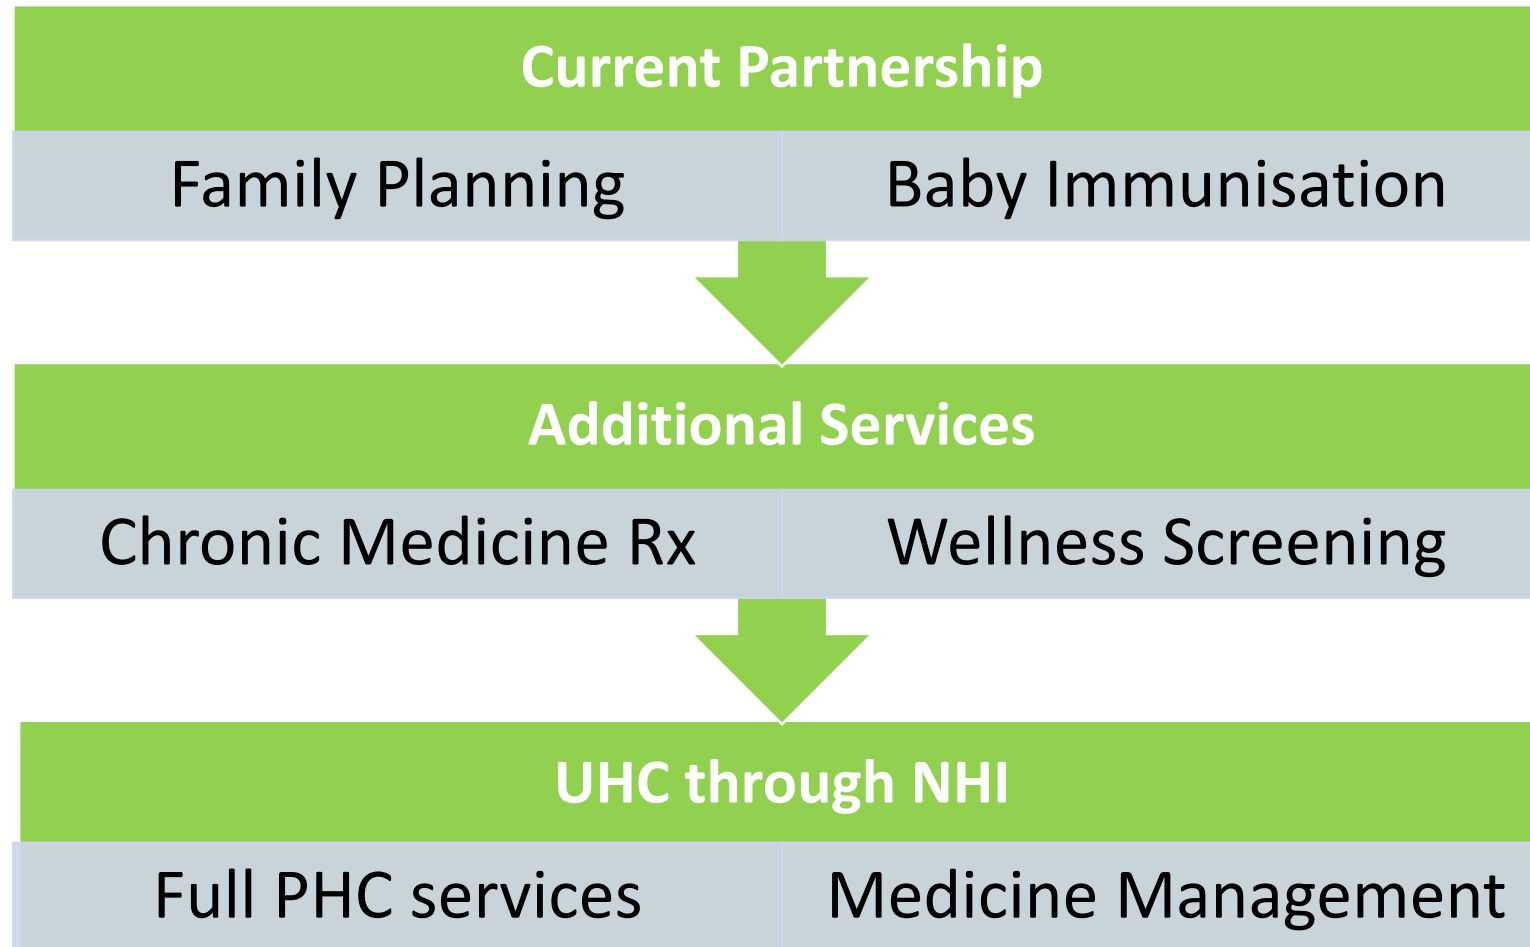 Current Partnership
Family Planning
Baby Immunisation
Additional Services
Chronic Medicine Rx
Wellness Screening
UHC through NHI
Full PHC services
Medicine Management